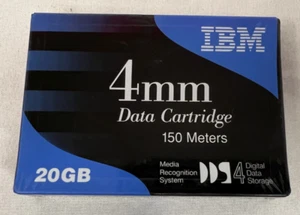 IBM
4mm
Data Cartridge
150 Meters
20GB
Media
Recognition
System
DDS
4
Digital
Data
Storage